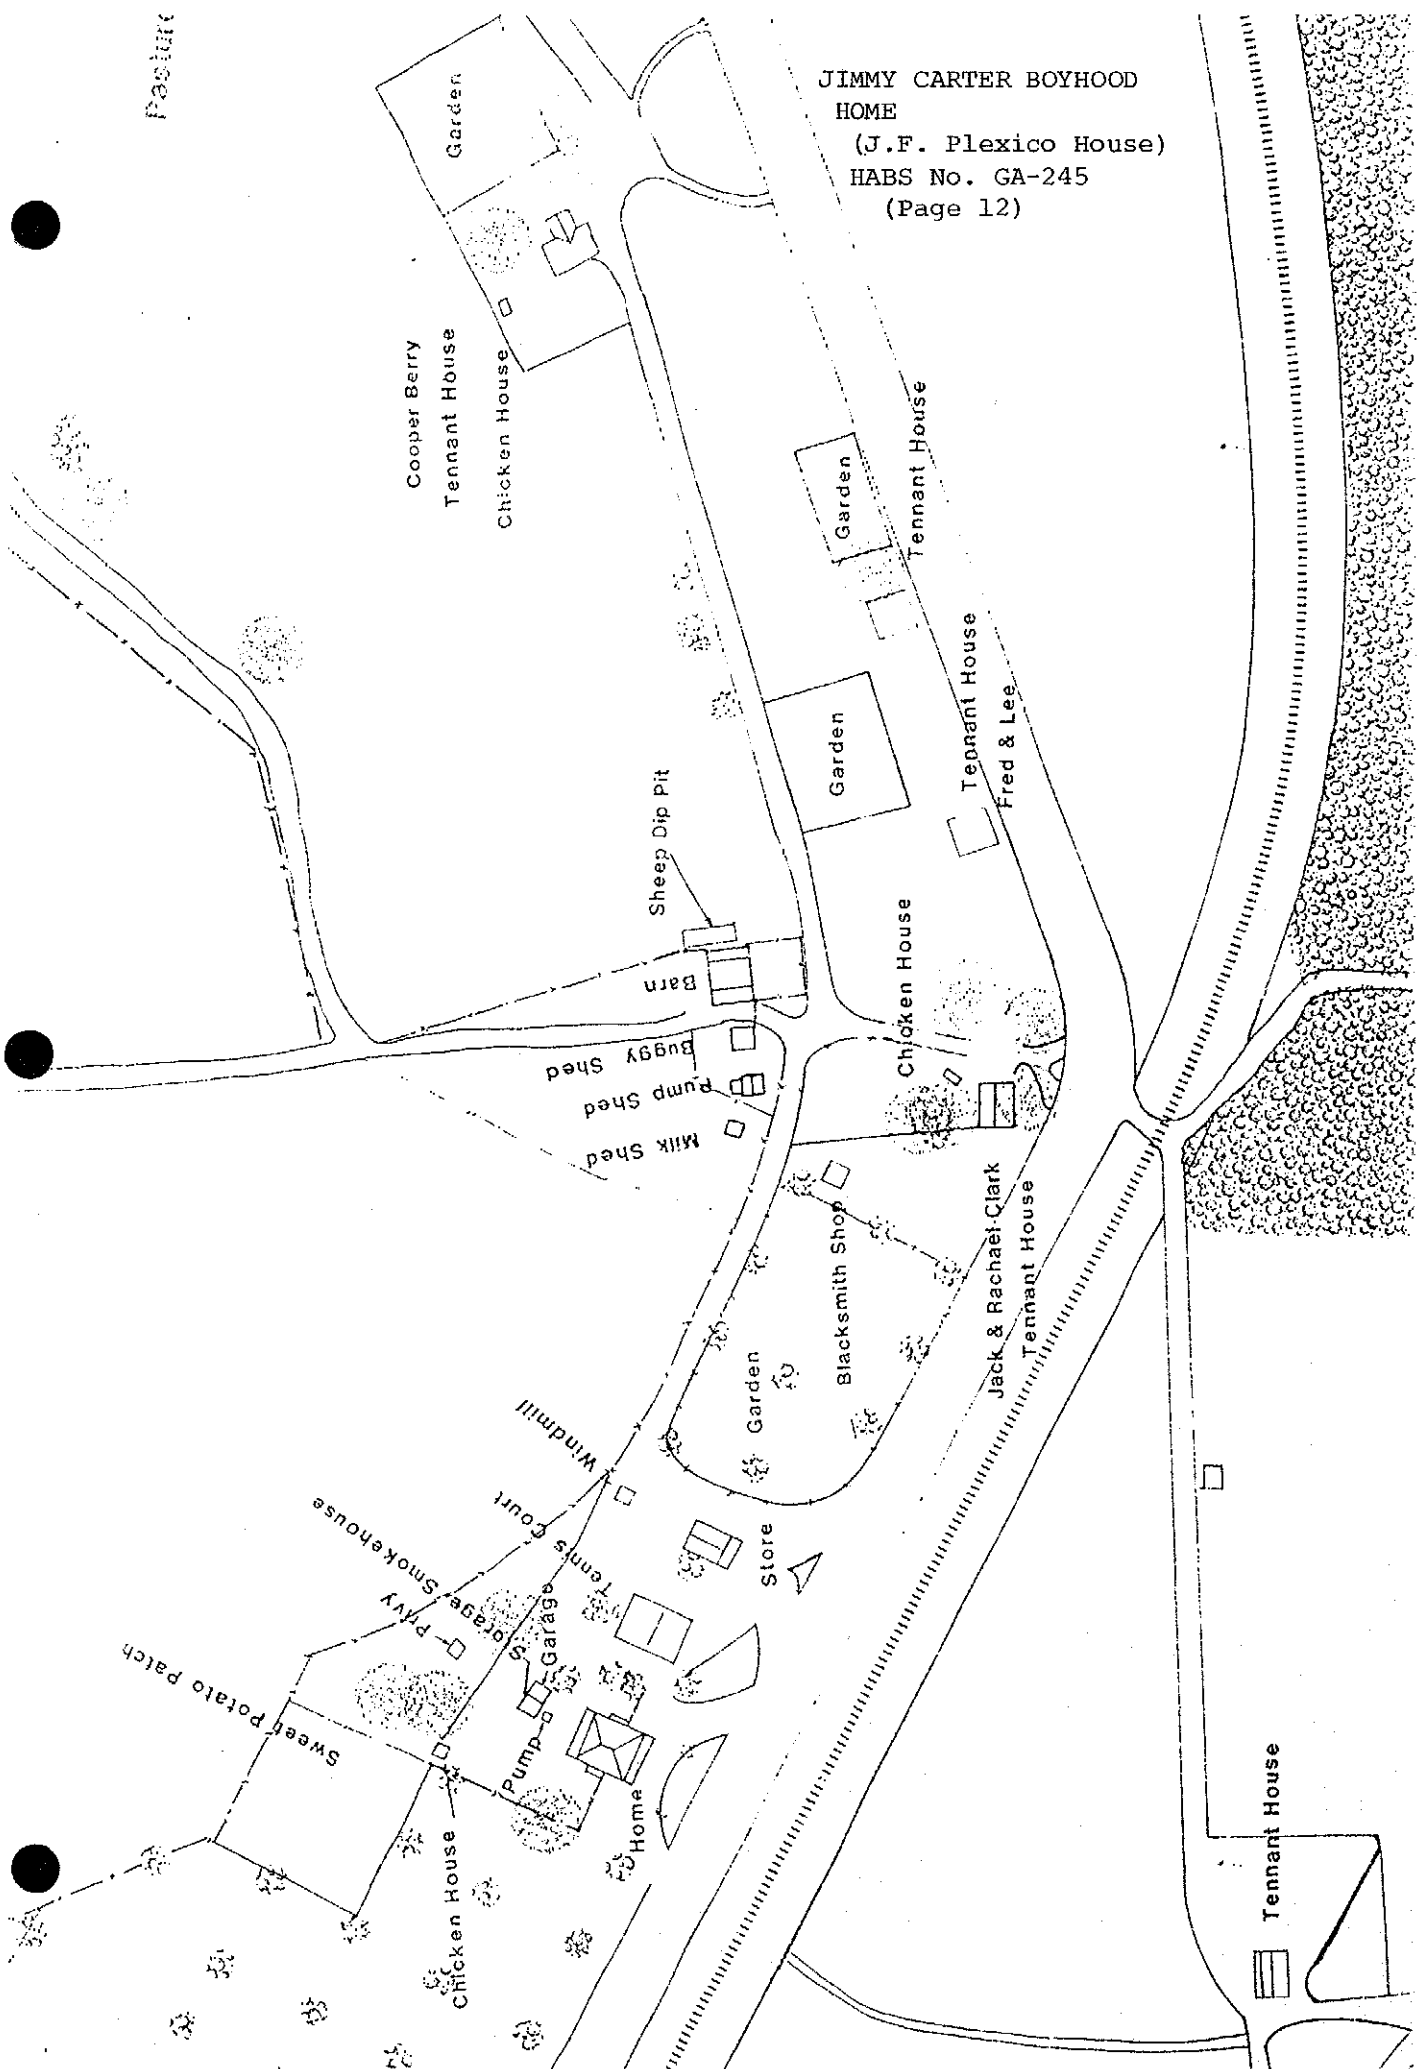 JIMMY CARTER BOYHOOD
HOME
(J.F. Plexico House)
HABS No. GA-245
(Page 12)
Pasture
Garden
Cooper Berry
Tennant House
Chicken House
Garden
Tennant House
Garden
Tennant House
Fred & Lee
Sheep Dip Pit
Barn
Buggy Shed
Pump Shed
Milk Shed
Chicken House
Jack & Rachael Clark
Tennant House
Blacksmith Shop
Garden
Windmill
Tennis Court
Store
Smokehouse
Storage
Garage
Privy
Sweet Potato Patch
Pump
Home
Chicken House
Tennant House